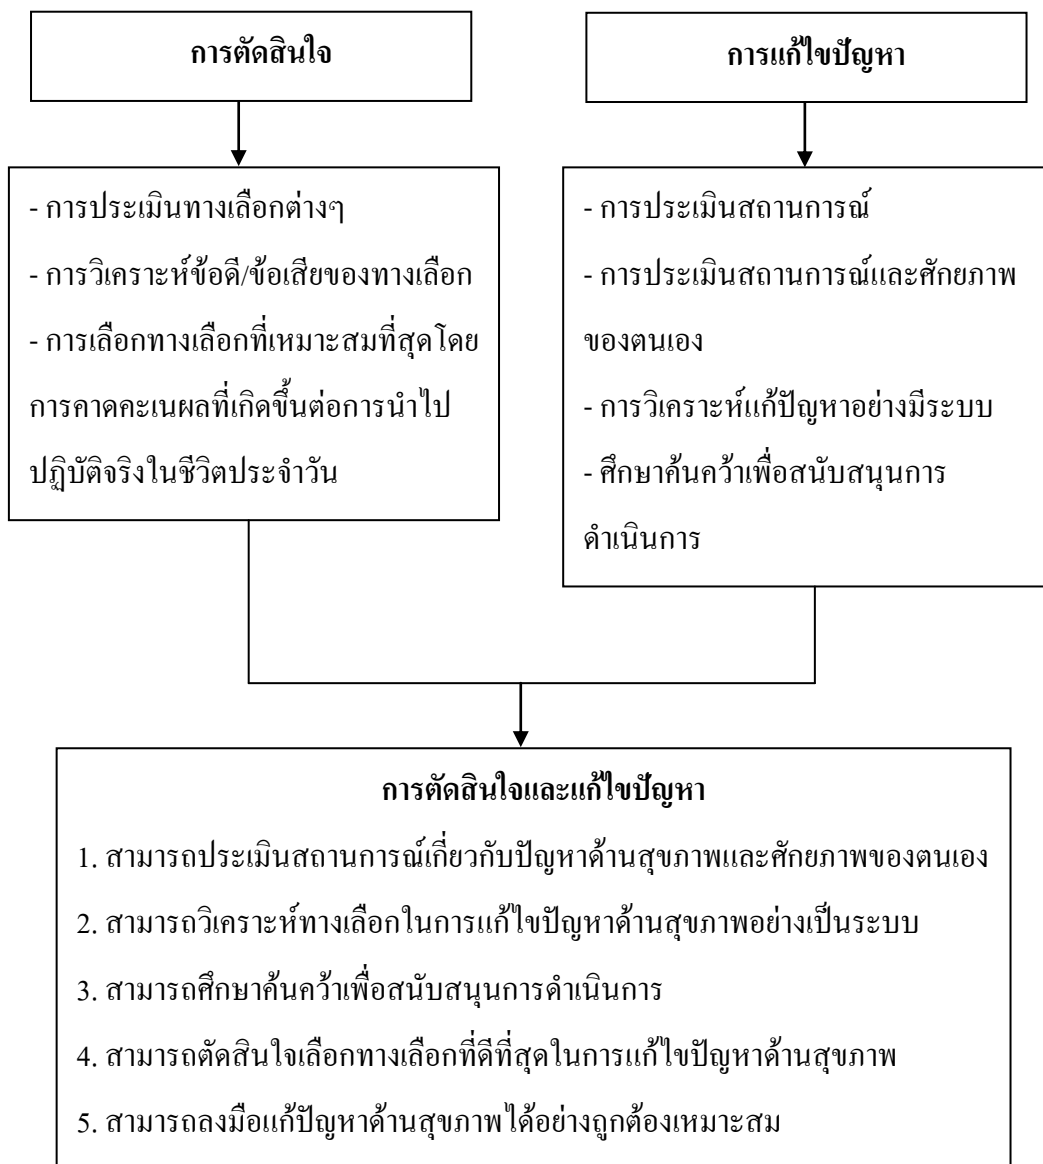 การตัดสินใจ
การแก้ไขปัญหา
- การประเมินทางเลือกต่างๆ
- การวิเคราะห์ข้อดี/ข้อเสียของทางเลือก
- การเลือกทางเลือกที่เหมาะสมที่สุดโดย
การคาดคะเนผลที่เกิดขึ้นต่อการนำไป
ปฏิบัติจริงในชีวิตประจำวัน
- การประเมินสถานการณ์
- การประเมินสถานการณ์และศักยภาพ
ของตนเอง
- การวิเคราะห์แก้ปัญหาอย่างมีระบบ
- ศึกษาค้นคว้าเพื่อสนับสนุนการ
ดำเนินการ
การตัดสินใจและแก้ไขปัญหา
1. สามารถประเมินสถานการณ์เกี่ยวกับปัญหาด้านสุขภาพและศักยภาพของตนเอง
2. สามารถวิเคราะห์ทางเลือกในการแก้ไขปัญหาด้านสุขภาพอย่างเป็นระบบ
3. สามารถศึกษาค้นคว้าเพื่อสนับสนุนการดำเนินการ
4. สามารถตัดสินใจเลือกทางเลือกที่ดีที่สุดในการแก้ไขปัญหาด้านสุขภาพ
5. สามารถลงมือแก้ปัญหาด้านสุขภาพได้อย่างถูกต้องเหมาะสม